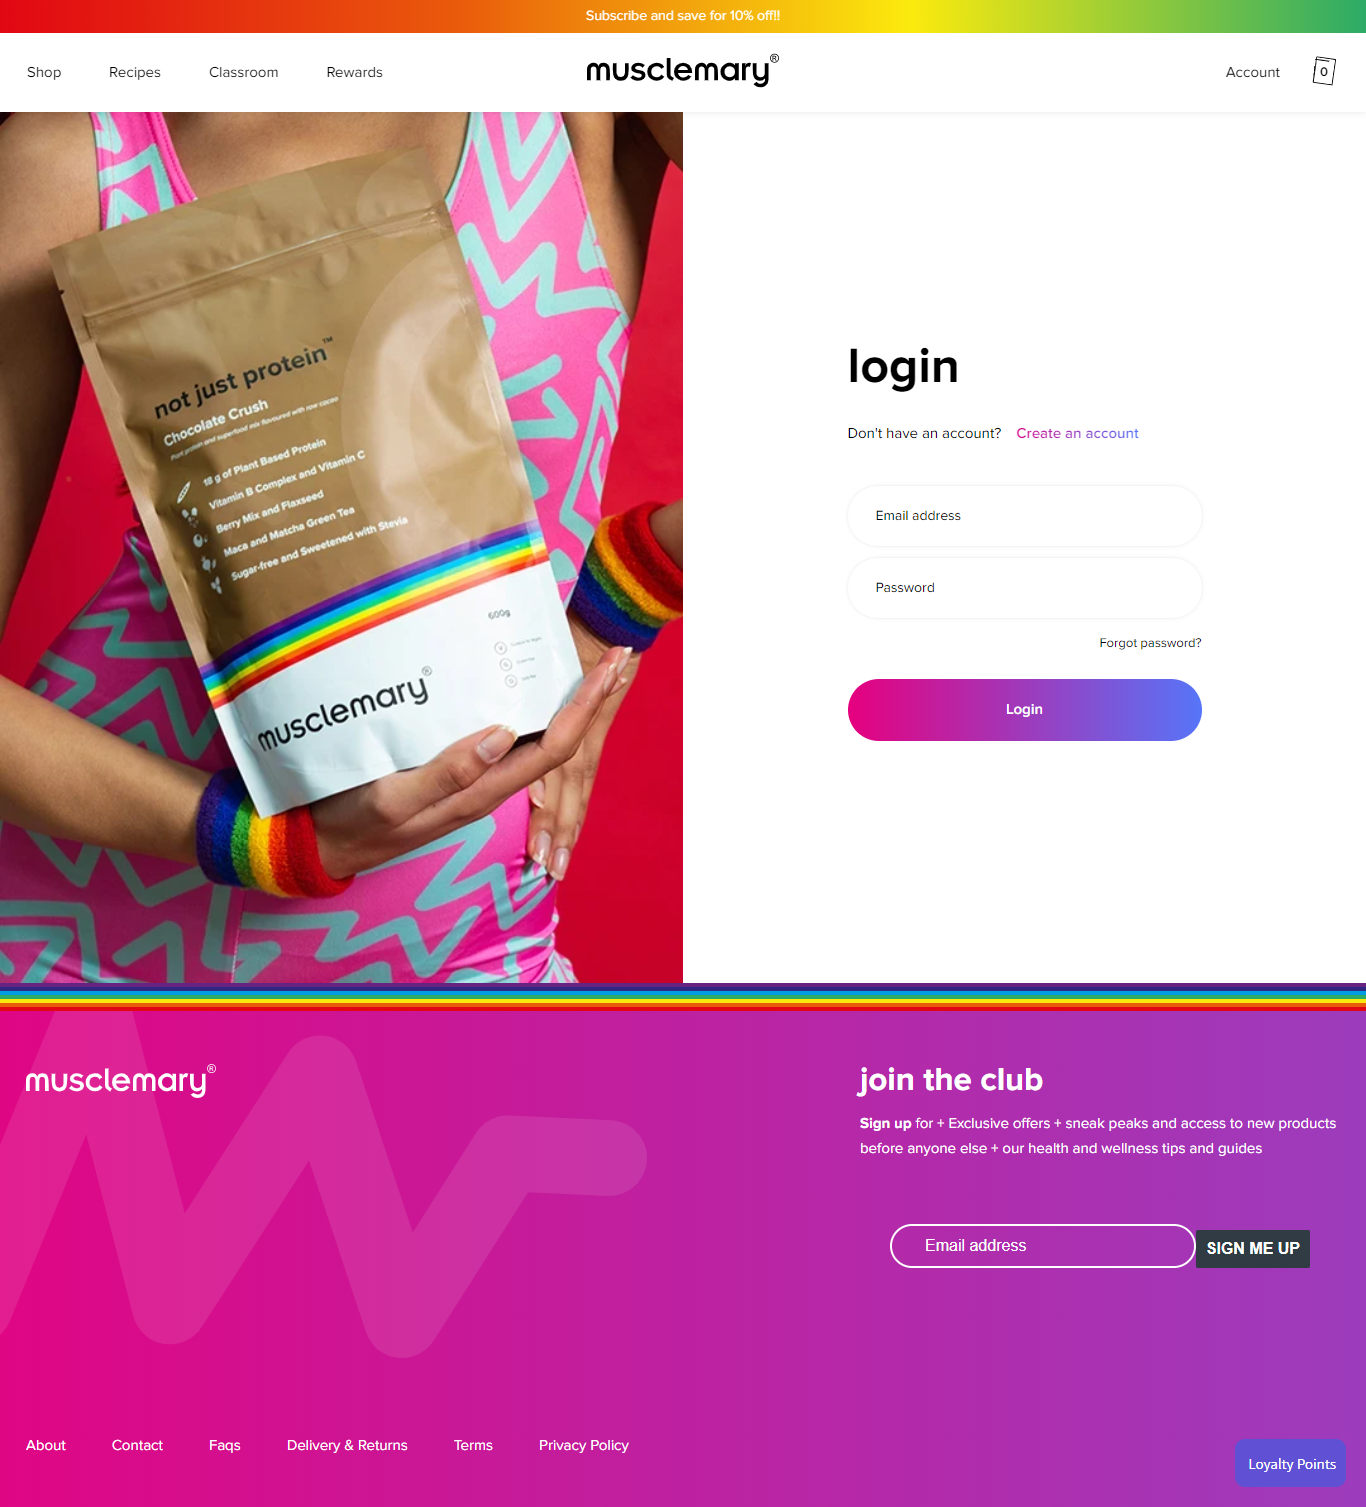 Subscribe and save for 10% off!!
Shop
Recipes
Classroom
Rewards
musclemary®
Account
0
not just protein™
Chocolate Crush
Plant protein and superfood mix flavoured with raw cacao
18 g of Plant Based Protein
Vitamin B Complex and Vitamin C
Berry Mix and Flaxseed
Maca and Matcha Green Tea
Sugar-free and Sweetened with Stevia
600g
musclemary®
login
Don't have an account? Create an account
Email address
Password
Forgot password?
Login
musclemary®
join the club
Sign up for + Exclusive offers + sneak peaks and access to new products
before anyone else + our health and wellness tips and guides
Email address
SIGN ME UP
About
Contact
Faqs
Delivery & Returns
Terms
Privacy Policy
Loyalty Points